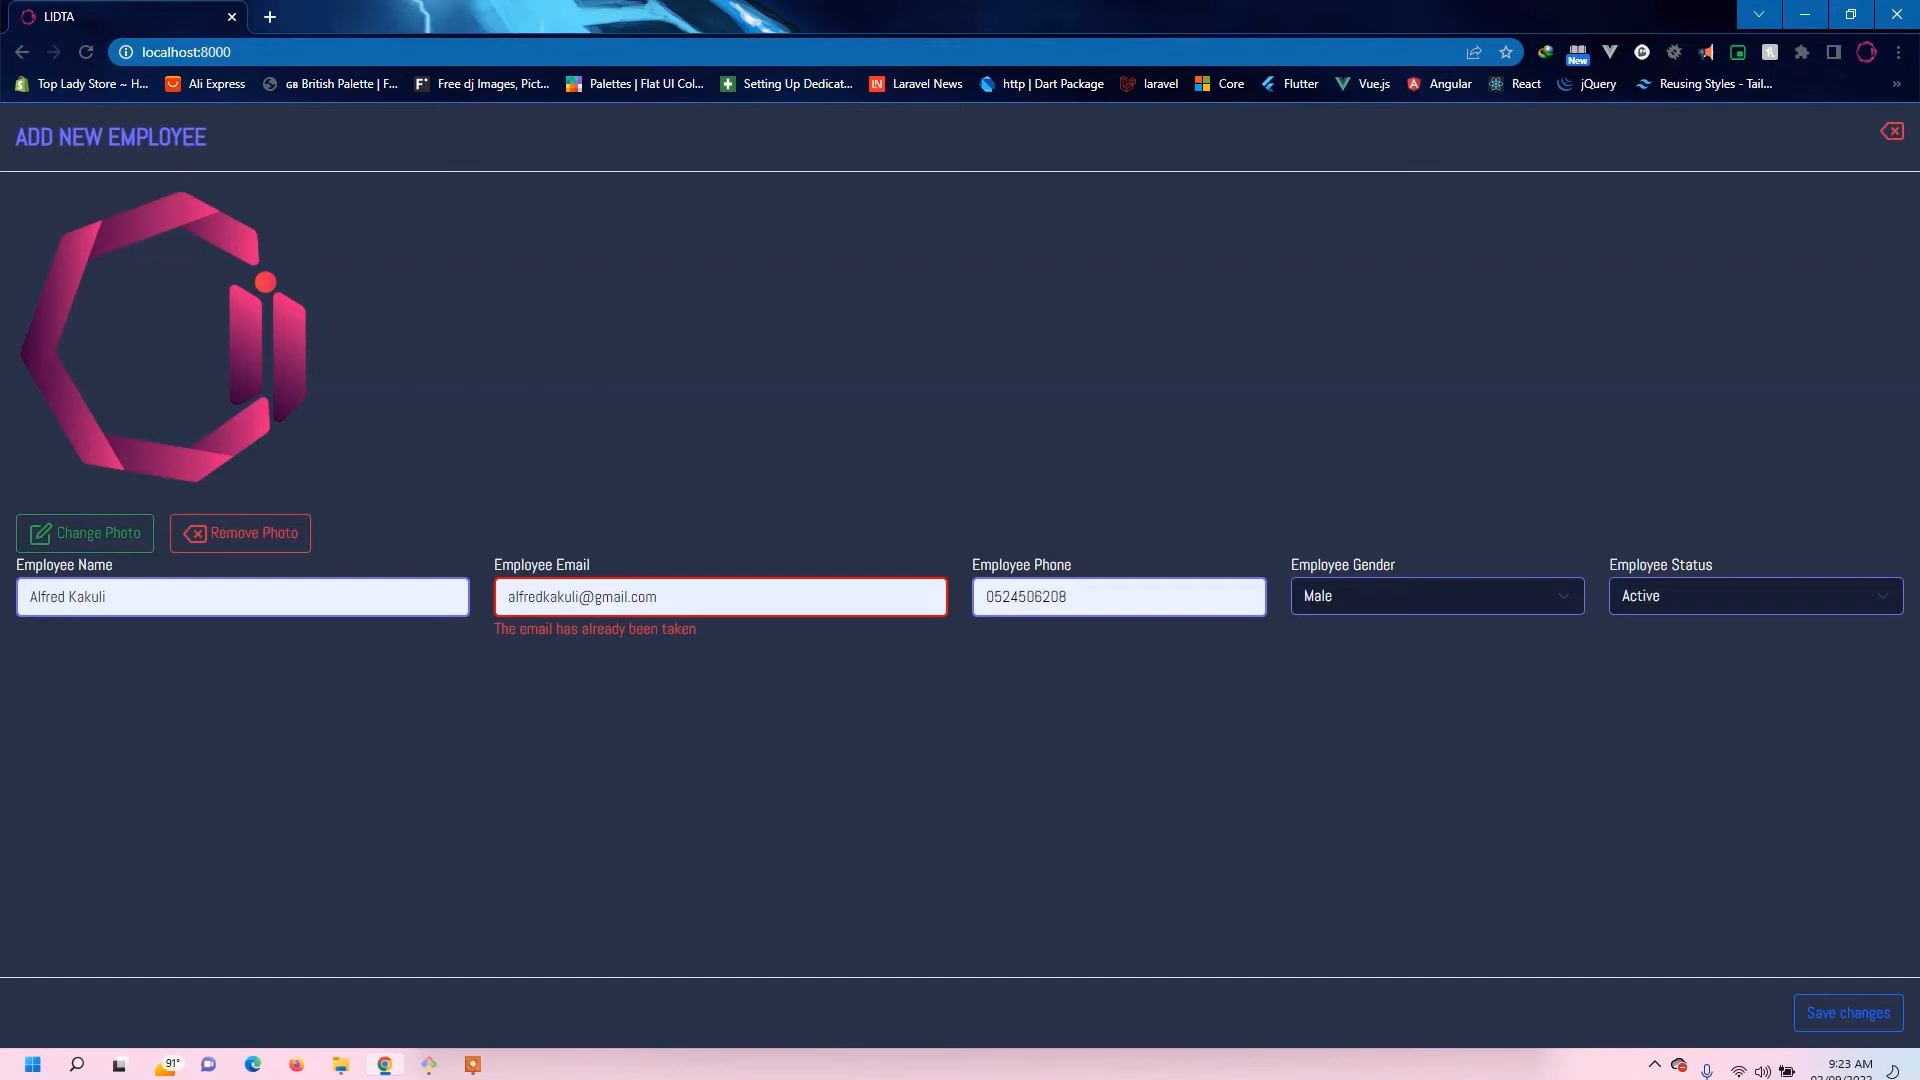 LIDTA
localhost:8000
New
Top Lady Store ~ H...
Ali Express
GB British Palette | F...
Free dj Images, Pict...
Palettes | Flat UI Col...
Setting Up Dedicat...
Laravel News
http | Dart Package
laravel
Core
Flutter
Vue.js
Angular
React
jQuery
Reusing Styles - Tail...
ADD NEW EMPLOYEE
Change Photo
Remove Photo
Employee Name
Employee Email
Employee Phone
Employee Gender
Employee Status
Alfred Kakuli
alfredkakuli@gmail.com
0524506208
Male
Active
The email has already been taken
Save changes
91°
9:23 AM